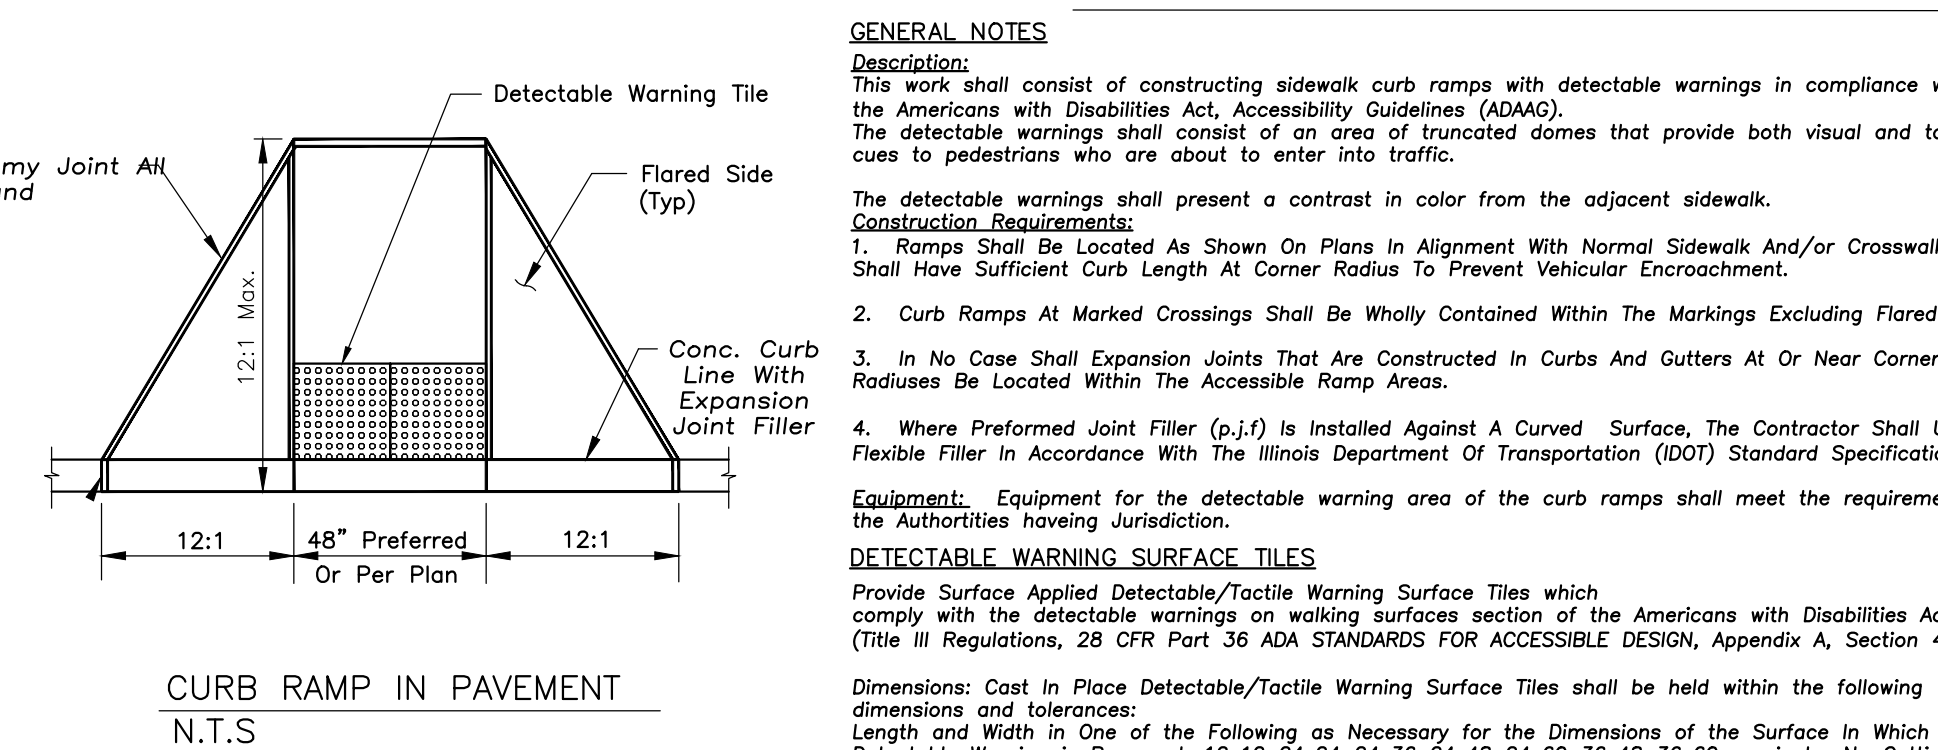 Detectable Warning Tile
my Joint All
Flared Side
(Typ)
12:1 Max.
Conc. Curb
Line With
Expansion
Joint Filler
12:1
48" Preferred
12:1
Or Per Plan
CURB RAMP IN PAVEMENT
N.T.S
GENERAL NOTES
Description:
This work shall consist of constructing sidewalk curb ramps with detectable warnings in compliance
the Americans with Disabilities Act, Accessibility Guidelines (ADAAG).
The detectable warnings shall consist of an area of truncated domes that provide both visual and
cues to pedestrians who are about to enter into traffic.
The detectable warnings shall present a contrast in color from the adjacent sidewalk.
Construction Requirements:
1. Ramps Shall Be Located As Shown On Plans In Alignment With Normal Sidewalk And/or Crosswalk
Shall Have Sufficient Curb Length At Corner Radius To Prevent Vehicular Encroachment.
2. Curb Ramps At Marked Crossings Shall Be Wholly Contained Within The Markings Excluding Flared
3. In No Case Shall Expansion Joints That Are Constructed In Curbs And Gutters At Or Near Corner
Radiuses Be Located Within The Accessible Ramp Areas.
4. Where Preformed Joint Filler (p.j.f) Is Installed Against A Curved Surface, The Contractor Shall
Flexible Filler In Accordance With The Illinois Department Of Transportation (IDOT) Standard
Equipment: Equipment for the detectable warning area of the curb ramps shall meet the
the Authortities haveing Jurisdiction.
DETECTABLE WARNING SURFACE TILES
Provide Surface Applied Detectable/Tactile Warning Surface Tiles which
comply with the detectable warnings on walking surfaces section of the Americans with Disabilities
(Title III Regulations, 28 CFR Part 36 ADA STANDARDS FOR ACCESSIBLE DESIGN, Appendix A, Section
Dimensions: Cast In Place Detectable/Tactile Warning Surface Tiles shall be held within the following
dimensions and tolerances:
Length and Width in One of the Following as Necessary for the Dimensions of the Surface In Which